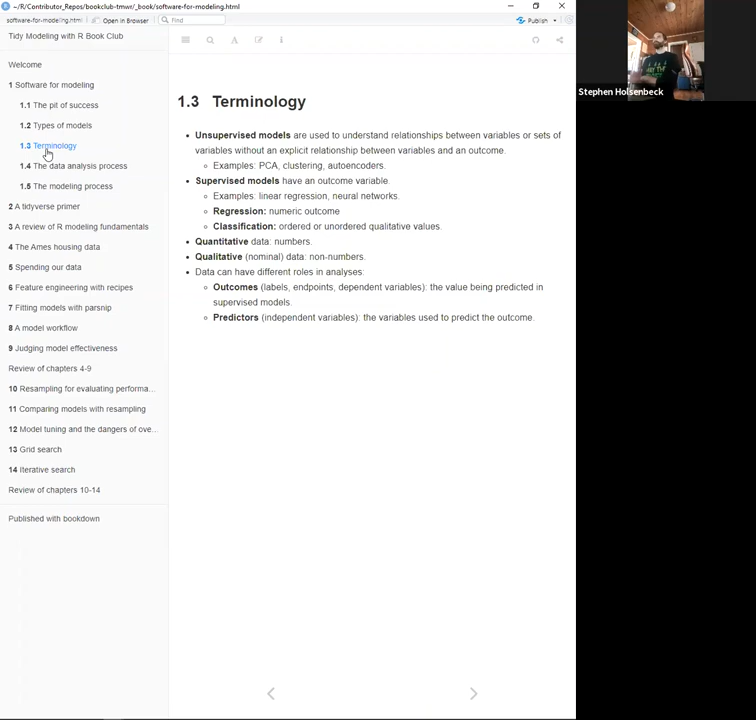 ~/R/Contributor_Repos/bookclub-tmwr/_book/software-for-modeling.html
software-for-modeling.html
Open in Browser
Find
Publish
Tidy Modeling with R Book Club
Welcome
1 Software for modeling
1.1 The pit of success
1.2 Types of models
1.3 Terminology
1.4 The data analysis process
1.5 The modeling process
2 A tidyverse primer
3 A review of R modeling fundamentals
4 The Ames housing data
5 Spending our data
6 Feature engineering with recipes
7 Fitting models with parsnip
8 A model workflow
9 Judging model effectiveness
Review of chapters 4-9
10 Resampling for evaluating performa...
11 Comparing models with resampling
12 Model tuning and the dangers of ove...
13 Grid search
14 Iterative search
Review of chapters 10-14
Published with bookdown
1.3 Terminology
Unsupervised models are used to understand relationships between variables or sets of
variables without an explicit relationship between variables and an outcome.
Examples: PCA, clustering, autoencoders.
Supervised models have an outcome variable.
Examples: linear regression, neural networks.
Regression: numeric outcome
Classification: ordered or unordered qualitative values.
Quantitative data: numbers.
Qualitative (nominal) data: non-numbers.
Data can have different roles in analyses:
Outcomes (labels, endpoints, dependent variables): the value being predicted in
supervised models.
Predictors (independent variables): the variables used to predict the outcome.
Stephen Holsenbeck